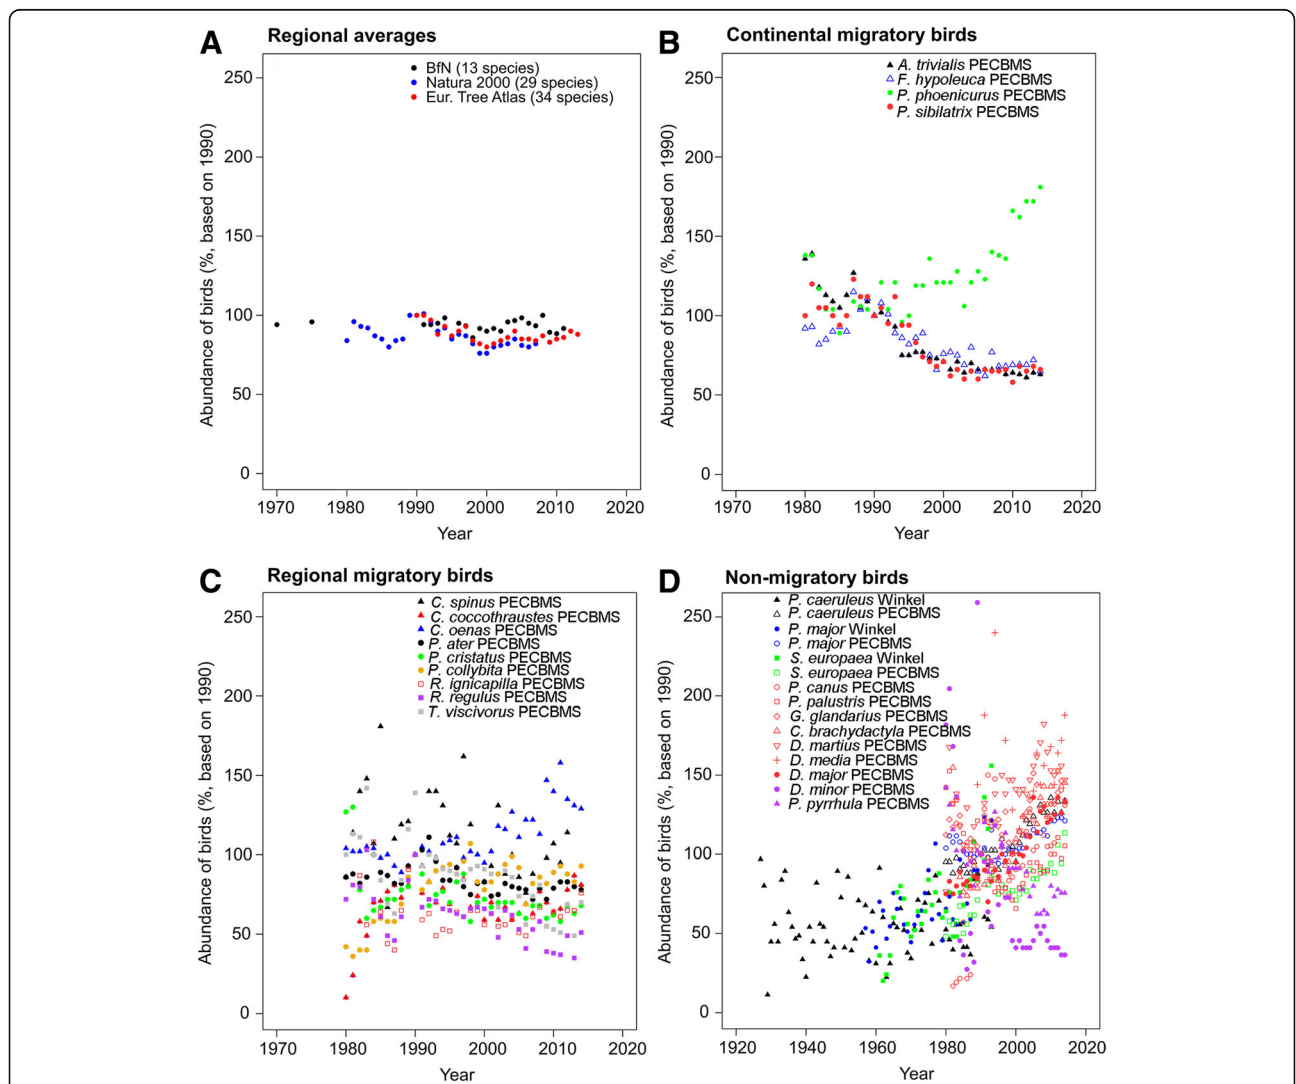 A Regional averages
Abundance of birds (%, based on 1990)
250
200
150
100
50
0
BfN (13 species)
Natura 2000 (29 species)
Eur. Tree Atlas (34 species)
1970 1980 1990 2000 2010 2020
Year
B Continental migratory birds
Abundance of birds (%, based on 1990)
250
200
150
100
50
0
A. trivialis PECBMS
F. hypoleuca PECBMS
P. phoenicurus PECBMS
P. sibilatrix PECBMS
1970 1980 1990 2000 2010 2020
Year
C Regional migratory birds
Abundance of birds (%, based on 1990)
250
200
150
100
50
0
C. spinus PECBMS
C. coccothraustes PECBMS
C. oenas PECBMS
P. ater PECBMS
P. cristatus PECBMS
P. collybita PECBMS
R. ignicapilla PECBMS
R. regulus PECBMS
T. viscivorus PECBMS
1970 1980 1990 2000 2010 2020
Year
D Non-migratory birds
Abundance of birds (%, based on 1990)
250
200
150
100
50
0
P. caeruleus Winkel
P. caeruleus PECBMS
P. major Winkel
P. major PECBMS
S. europaea Winkel
S. europaea PECBMS
P. canus PECBMS
P. palustris PECBMS
G. glandarius PECBMS
C. brachydactyla PECBMS
D. martius PECBMS
D. media PECBMS
D. major PECBMS
D. minor PECBMS
P. pyrrhula PECBMS
1920 1940 1960 1980 2000 2020
Year